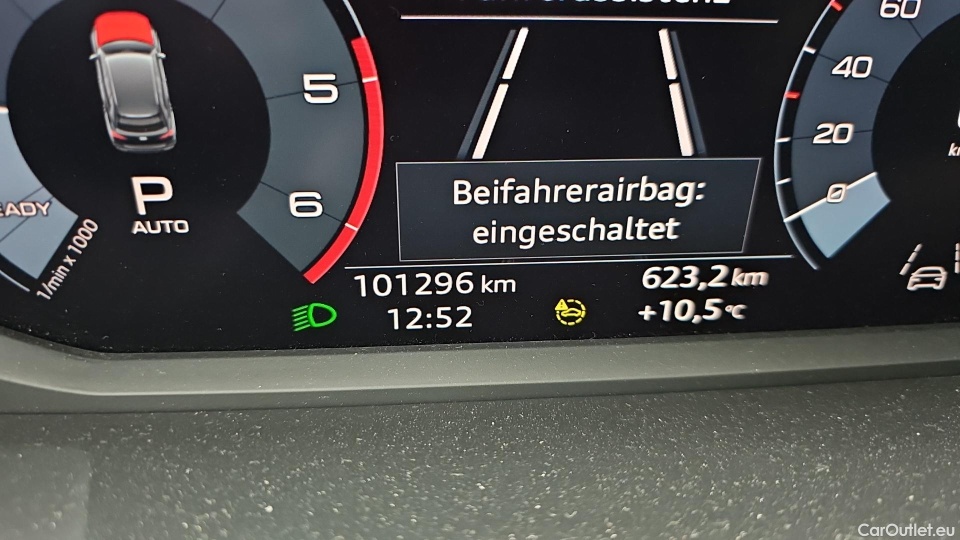 60
40
20
0
5
6
P
AUTO
1/min x 1000
Beifahrerairbag:
eingeschaltet
101296 km
623,2 km
12:52
+10,5 °C
CarOutlet.eu